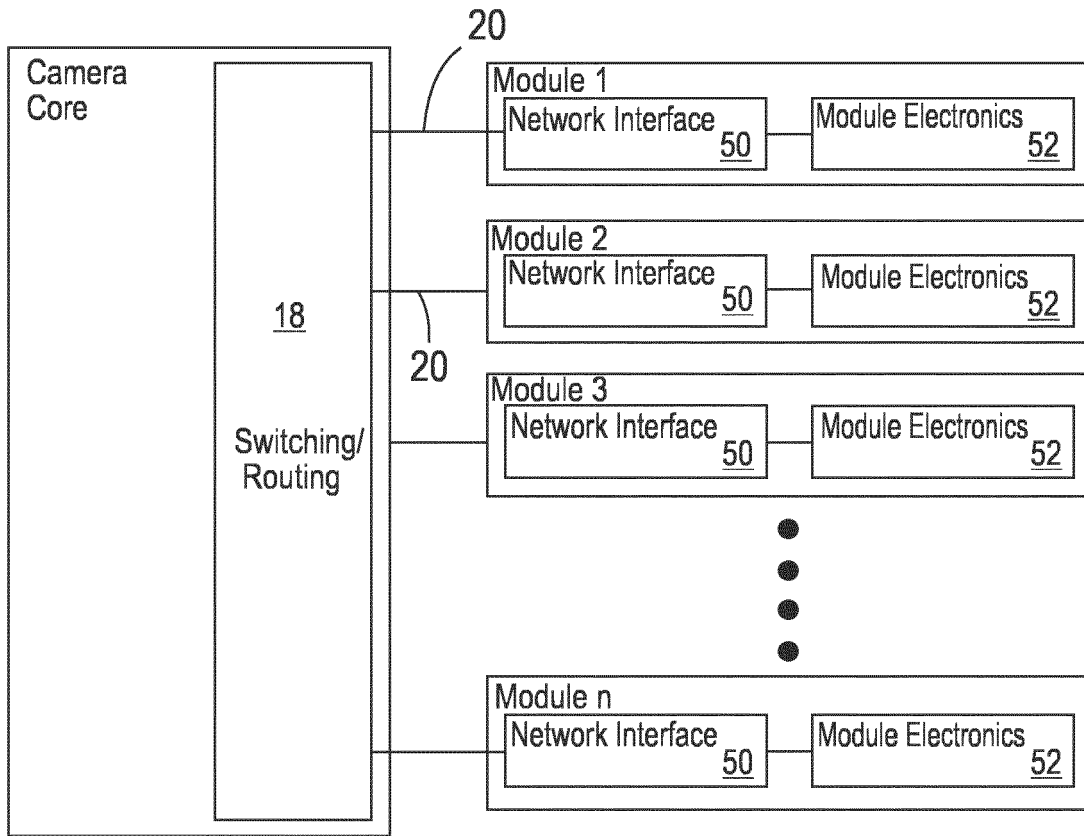 20
Camera
Core
18
Switching/
Routing
20
Module 1
Network Interface
50
Module Electronics
52
Module 2
Network Interface
50
Module Electronics
52
Module 3
Network Interface
50
Module Electronics
52
Module n
Network Interface
50
Module Electronics
52